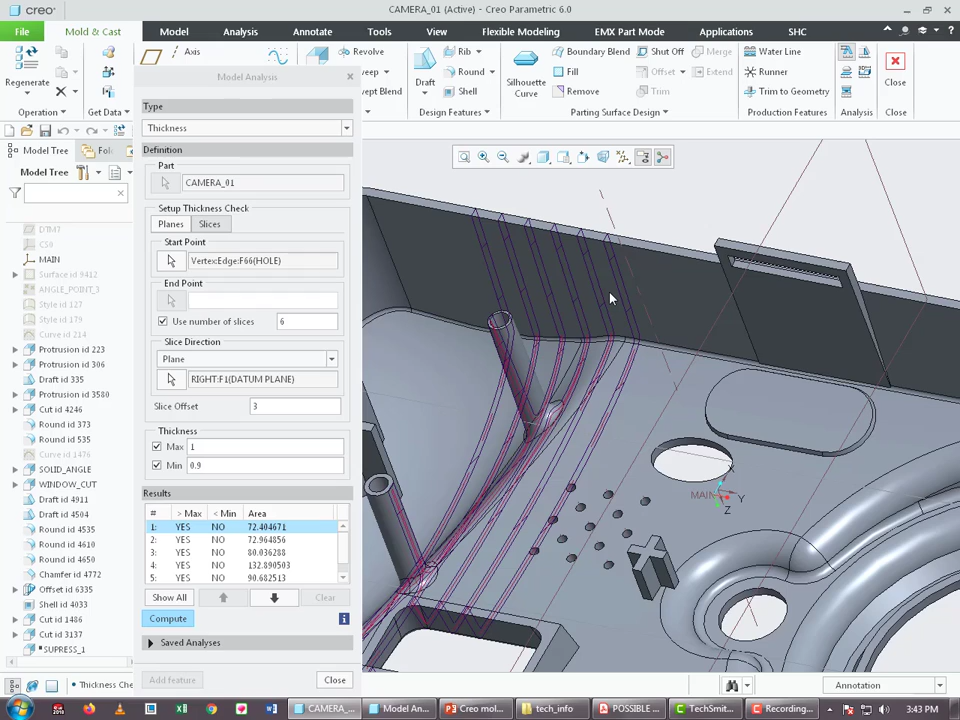 creo
CAMERA_01 (Active) - Creo Parametric 6.0
File
Mold & Cast
Model
Analysis
Annotate
Tools
View
Flexible Modeling
EMX Part Mode
Applications
SHC
Regenerate
Axis
Revolve
Draft
Rib
Round
Shell
Silhouette
Curve
Boundary Blend
Fill
Remove
Shut Off
Offset
Trim
Merge
Extend
Water Line
Runner
Trim to Geometry
Close
Operation
Get Data
Design Features
Parting Surface Design
Production Features
Analysis
Close
Model Tree
Model Tree
DTM7
CS0
MAIN
Surface id 9412
ANGLE_POINT_3
Style id 127
Style id 179
Curve id 214
Protrusion id 223
Protrusion id 306
Draft id 335
Protrusion id 3580
Cut id 4246
Round id 373
Round id 535
Curve id 1476
SOLID_ANGLE
WINDOW_CUT
Draft id 4911
Draft id 4504
Round id 4535
Round id 4610
Round id 4650
Chamfer id 4772
Offset id 6335
Shell id 4033
Cut id 1486
Cut id 3137
*SUPRESS_1
Model Analysis
Type
Thickness
Definition
Part
CAMERA_01
Setup Thickness Check
Planes
Slices
Start Point
Vertex:Edge:F66(HOLE)
End Point
Use number of slices
6
Slice Direction
Plane
RIGHT:F1(DATUM PLANE)
Slice Offset
3
Thickness
Max
1
Min
0.9
Results
# > Max < Min Area
1: YES NO 72.404671
2: YES NO 72.964856
3: YES NO 80.036288
4: YES NO 132.890503
5: YES NO 90.682513
Show All
Clear
Compute
Saved Analyses
Add feature
Close
MAIN
X
Y
Z
Annotation
CAMERA_...
Creo mol...
tech_info
POSSIBLE ...
TechSmit...
Recording...
3:43 PM